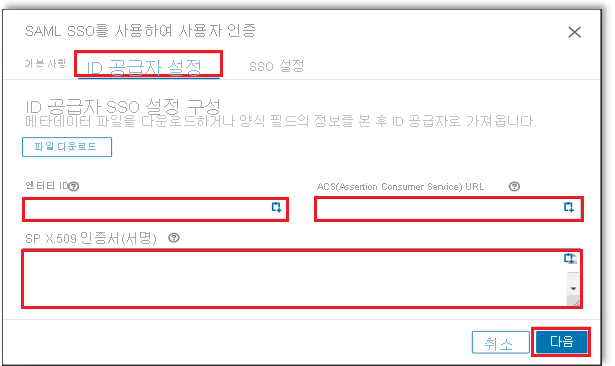 SAML SSO를 사용하여 사용자 인증
기본 사항 ID 공급자 설정 SSO 설정
ID 공급자 SSO 설정 구성
메타데이터 파일을 다운로드하거나 양식 필드의 정보를 본 후 ID 공급자로 가져옵니다.
파일 다운로드
엔터티 ID ACS(Assertion Consumer Service) URL
SP X.509 인증서(서명)
취소 다음